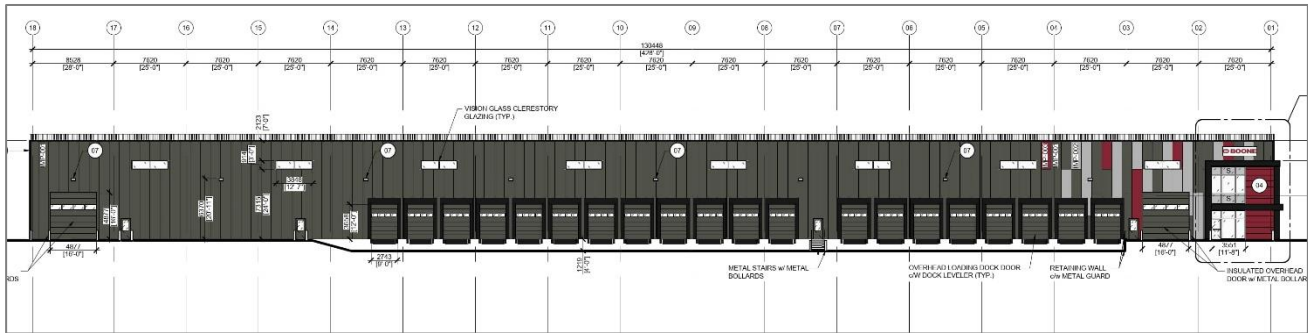 18 17 16 15 14 13 12 11 10 09 08 07 06 05 04 03 02 01
130448
[428'-0"]
8528 7620 7620 7620 7620 7620 7620 7620 7620 7620 7620 7620 7620 7620 7620 7620 7620
[28'-0"] [25'-0"] [25'-0"] [25'-0"] [25'-0"] [25'-0"] [25'-0"] [25'-0"] [25'-0"] [25'-0"] [25'-0"] [25'-0"] [25'-0"] [25'-0"] [25'-0"] [25'-0"] [25'-0"]
VISION GLASS CLERESTORY
GLAZING (TYP.)
2123
[7'-0"]
07 07 07 07
BOONE
04
S
S
4877
[16'-0"]
2743
[9'-0"]
1219
[4'-0"]
METAL STAIRS w/ METAL
BOLLARDS
OVERHEAD LOADING DOCK DOOR
c/w DOCK LEVELER (TYP.)
RETAINING WALL
c/w METAL GUARD
4877
[16'-0"]
3551
[11'-8"]
INSULATED OVERHEAD
DOOR w/ METAL BOLLAR
RDS